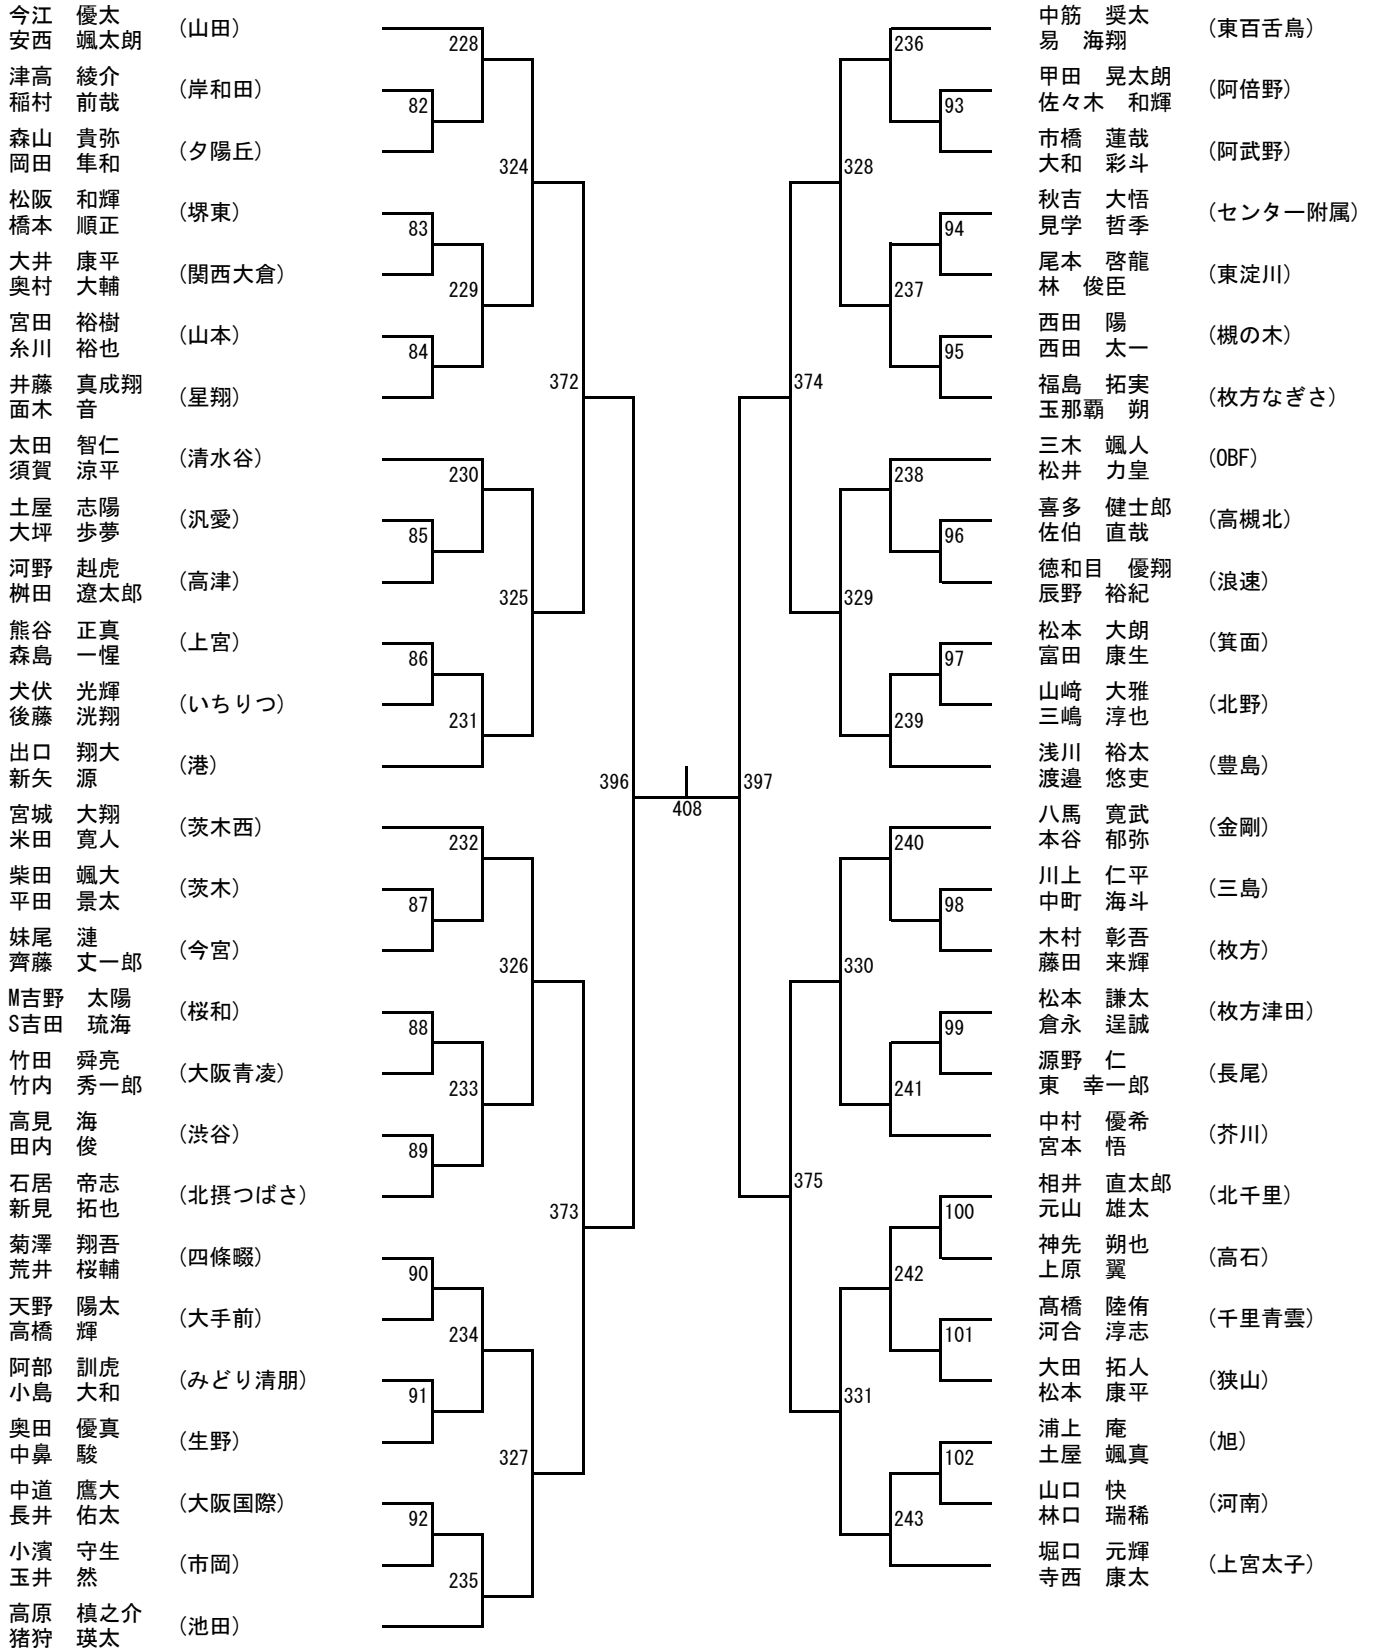 今江　優太
安西　颯太朗
(山田)
津高　綾介
稲村　前哉
(岸和田)
森山　貴弥
岡田　隼和
(夕陽丘)
松阪　和輝
橋本　順正
(堺東)
大井　康平
奥村　大輔
(関西大倉)
宮田　裕樹
糸川　裕也
(山本)
井藤　真成翔
面木　音
(星翔)
太田　智仁
須賀　涼平
(清水谷)
土屋　志陽
大坪　歩夢
(汎愛)
河野　赳虎
桝田　遼太郎
(高津)
熊谷　正真
森島　一惺
(上宮)
犬伏　光輝
後藤　洸翔
(いちりつ)
出口　翔大
新矢　源
(港)
宮城　大翔
米田　寛人
(茨木西)
柴田　颯大
平田　景太
(茨木)
妹尾　漣
齊藤　丈一郎
(今宮)
M吉野　太陽
S吉田　琉海
(桜和)
竹田　舜亮
竹内　秀一郎
(大阪青凌)
高見　海
田内　俊
(渋谷)
石居　帝志
新見　拓也
(北摂つばさ)
菊澤　翔吾
荒井　桜輔
(四條畷)
天野　陽太
高橋　輝
(大手前)
阿部　訓虎
小島　大和
(みどり清朋)
奥田　優真
中鼻　駿
(生野)
中道　鷹大
長井　佑太
(大阪国際)
小濱　守生
玉井　然
(市岡)
高原　槙之介
猪狩　瑛太
(池田)
82
83
84
85
86
87
88
89
90
91
92
228
229
230
231
232
233
234
235
324
325
326
327
372
373
396
408
397
374
375
328
329
330
331
236
237
238
239
240
241
242
243
93
94
95
96
97
98
99
100
101
102
中筋　奨太
易　海翔
(東百舌鳥)
甲田　晃太朗
佐々木　和輝
(阿倍野)
市橋　蓮哉
大和　彩斗
(阿武野)
秋吉　大悟
見学　哲季
(センター附属)
尾本　啓龍
林　俊臣
(東淀川)
西田　陽
西田　太一
(槻の木)
福島　拓実
玉那覇　朔
(枚方なぎさ)
三木　颯人
松井　力皇
(OBF)
喜多　健士郎
佐伯　直哉
(高槻北)
徳和目　優翔
辰野　裕紀
(浪速)
松本　大朗
富田　康生
(箕面)
山﨑　大雅
三嶋　淳也
(北野)
浅川　裕太
渡邉　悠吏
(豊島)
八馬　寛武
本谷　郁弥
(金剛)
川上　仁平
中町　海斗
(三島)
木村　彰吾
藤田　来輝
(枚方)
松本　謙太
倉永　逞誠
(枚方津田)
源野　仁
東　幸一郎
(長尾)
中村　優希
宮本　悟
(芥川)
相井　直太郎
元山　雄太
(北千里)
神先　朔也
上原　翼
(高石)
髙橋　陸侑
河合　淳志
(千里青雲)
大田　拓人
松本　康平
(狭山)
浦上　庵
土屋　颯真
(旭)
山口　快
林口　瑞稀
(河南)
堀口　元輝
寺西　康太
(上宮太子)